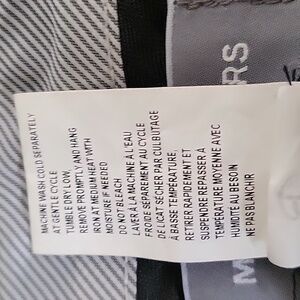 MACHINE WASH COLD SEPARATELY
AT GENTLE CYCLE
TUMBLE DRY LOW,
REMOVE PROMPTLY AND HANG
IRON AT MEDIUM HEAT WITH
MOISTURE IF NEEDED
DO NOT BLEACH
LAVER À LA MACHINE À L'EAU
FROIDE SEPAREMENT AU CYCLE
DE LICAT SÉCHER PAR CULBUTAGE
À BASSE TEMPERATURE,
RETIRER RAPIDEMENT ET
SUSPENDRE REPASSER À
TEMPERATURE MOYENNE AVEC
HUMIDITÉ AU BESOIN
NE PAS BLANCHIR